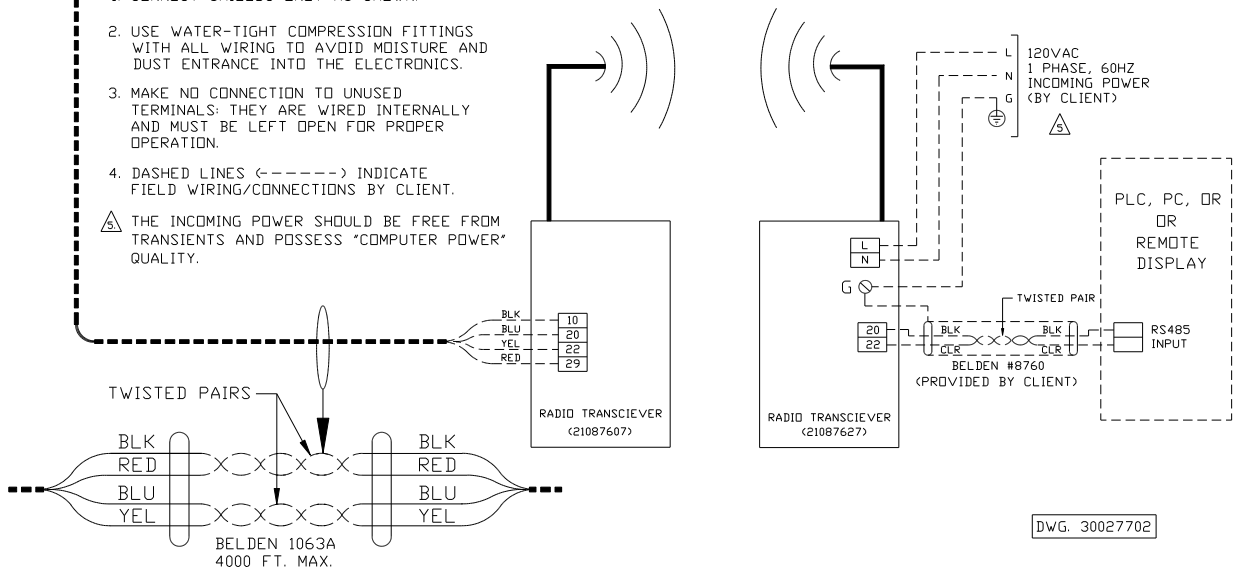 2. USE WATER-TIGHT COMPRESSION FITTINGS
WITH ALL WIRING TO AVOID MOISTURE AND
DUST ENTRANCE INTO THE ELECTRONICS.
3. MAKE NO CONNECTION TO UNUSED
TERMINALS: THEY ARE WIRED INTERNALLY
AND MUST BE LEFT OPEN FOR PROPER
OPERATION.
4. DASHED LINES (------) INDICATE
FIELD WIRING/CONNECTIONS BY CLIENT.
5. THE INCOMING POWER SHOULD BE FREE FROM
TRANSIENTS AND POSSESS "COMPUTER POWER"
QUALITY.
BLK
BLU
YEL
RED
10
20
22
29
RADIO TRANSCIEVER
(21087607)
TWISTED PAIRS
BLK
RED
BLU
YEL
BLK
RED
BLU
YEL
BELDEN 1063A
4000 FT. MAX.
L
N
G
120VAC
1 PHASE, 60HZ
INCOMING POWER
(BY CLIENT)
5
L
N
G
20
22
TWISTED PAIR
BLK
CLR
BLK
CLR
BELDEN #8760
(PROVIDED BY CLIENT)
RADIO TRANSCIEVER
(21087627)
PLC, PC, OR
OR
REMOTE
DISPLAY
RS485
INPUT
DWG. 30027702